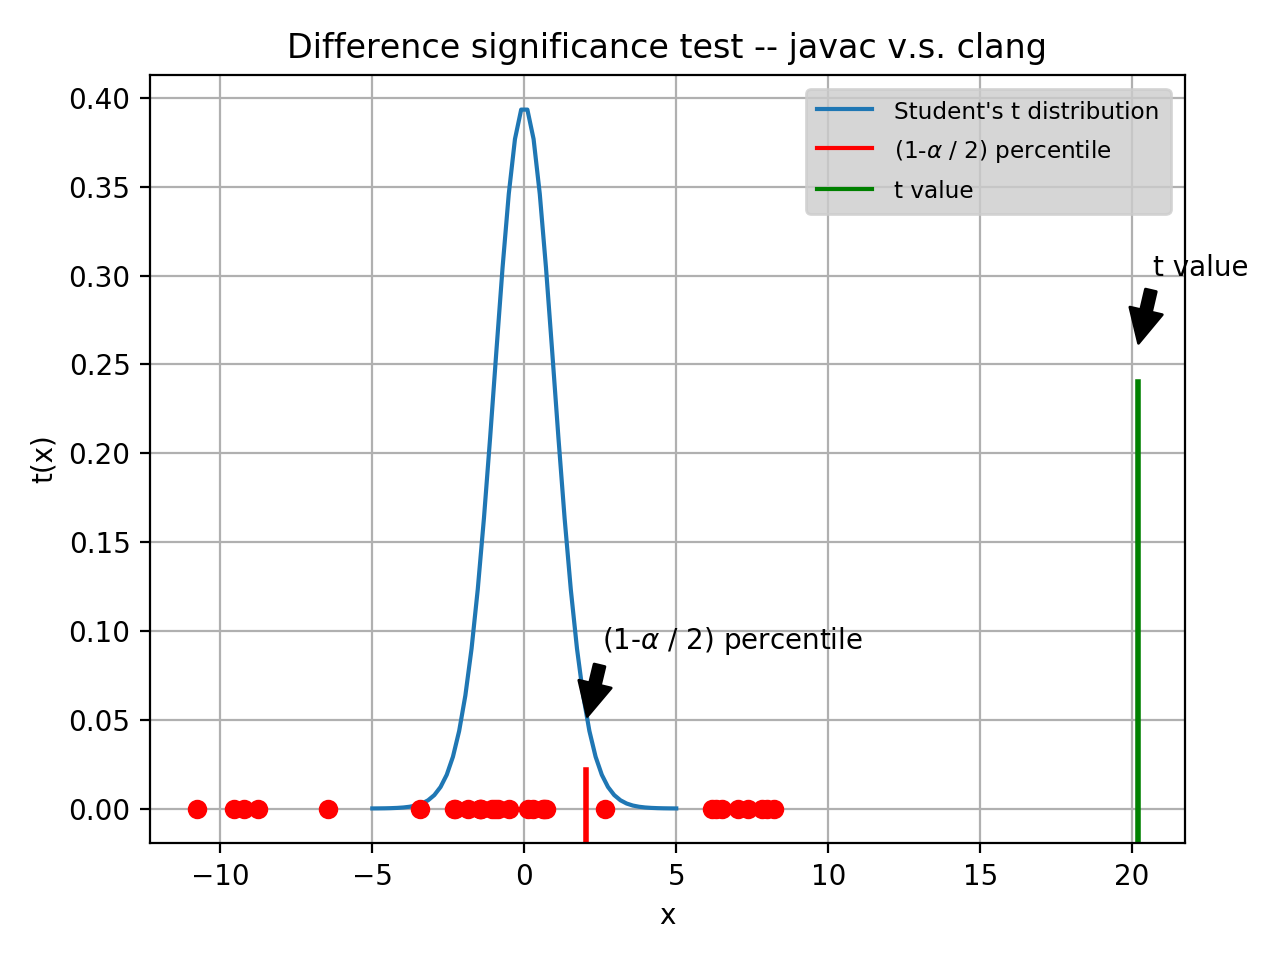 Difference significance test -- javac v.s. clang
Student's t distribution
(1-α / 2) percentile
t value
t value
(1-α / 2) percentile
t(x)
0.40
0.35
0.30
0.25
0.20
0.15
0.10
0.05
0.00
−10
−5
0
5
10
15
20
x